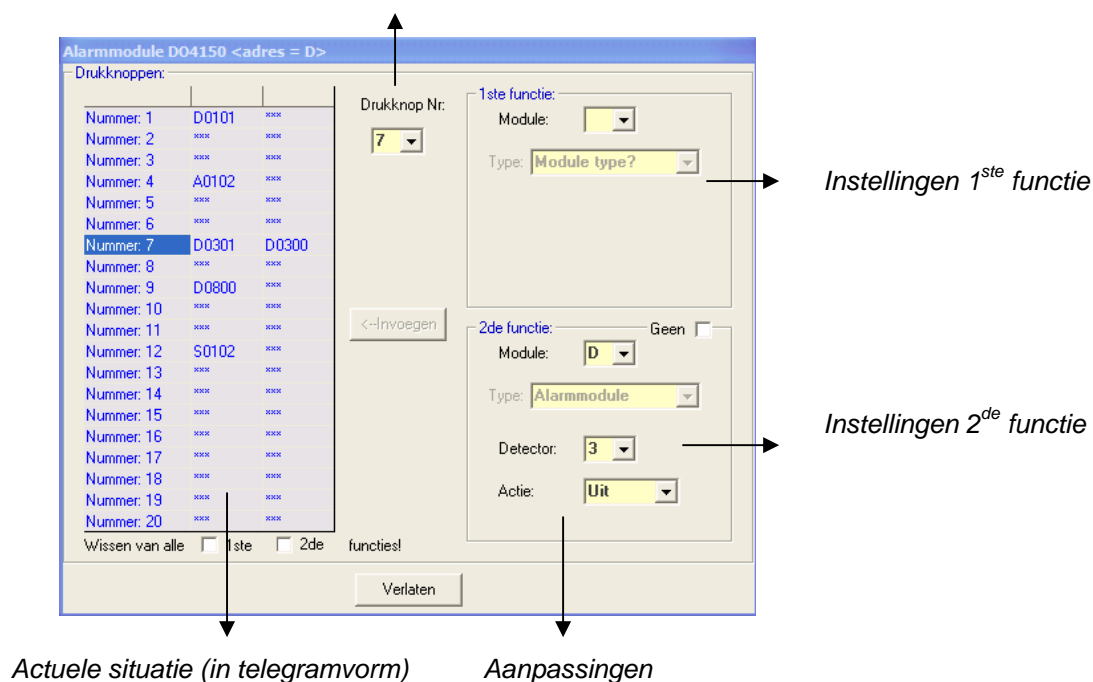 Alarmmodule DO4150 <adres = D>
Drukknoppen:
Nummer: 1 D0101 ***
Nummer: 2 *** ***
Nummer: 3 *** ***
Nummer: 4 A0102 ***
Nummer: 5 *** ***
Nummer: 6 *** ***
Nummer: 7 D0301 D0300
Nummer: 8 *** ***
Nummer: 9 D0800 ***
Nummer: 10 *** ***
Nummer: 11 *** ***
Nummer: 12 S0102 ***
Nummer: 13 *** ***
Nummer: 14 *** ***
Nummer: 15 *** ***
Nummer: 16 *** ***
Nummer: 17 *** ***
Nummer: 18 *** ***
Nummer: 19 *** ***
Nummer: 20 *** ***
Wissen van alle 1ste 2de functies!
Drukknop Nr:
7
<--Invoegen
1ste functie:
Module:
Type: Module type?
2de functie: Geen
Module: D
Type: Alarmmodule
Detector: 3
Actie: Uit
Verlaten
Instellingen 1ste functie
Instellingen 2de functie
Actuele situatie (in telegramvorm)
Aanpassingen